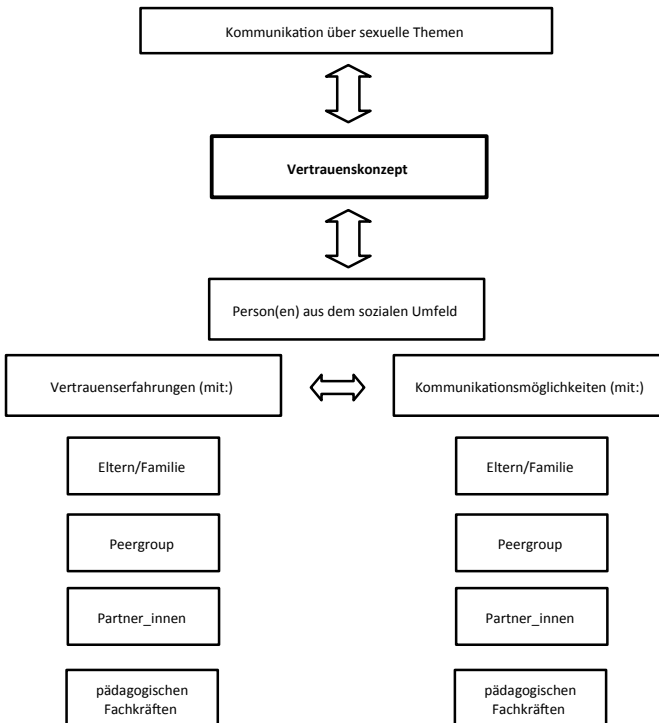 Kommunikation über sexuelle Themen
Vertrauenskonzept
Person(en) aus dem sozialen Umfeld
Vertrauenserfahrungen (mit:)
Kommunikationsmöglichkeiten (mit:)
Eltern/Familie
Eltern/Familie
Peergroup
Peergroup
Partner_innen
Partner_innen
pädagogischen
Fachkräften
pädagogischen
Fachkräften